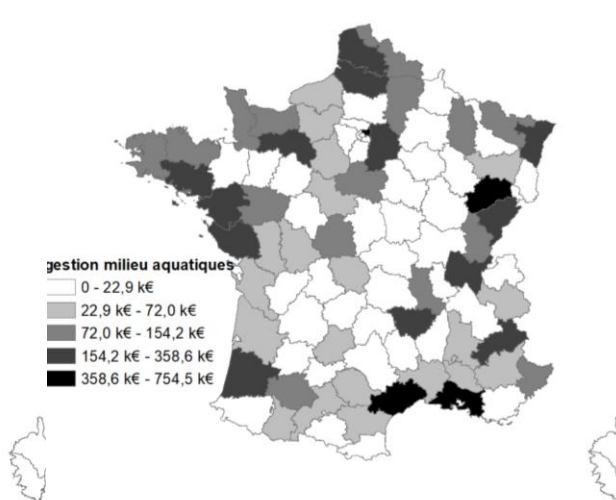 gestion milieu aquatiques
0 - 22,9 k€
22,9 k€ - 72,0 k€
72,0 k€ - 154,2 k€
154,2 k€ - 358,6 k€
358,6 k€ - 754,5 k€